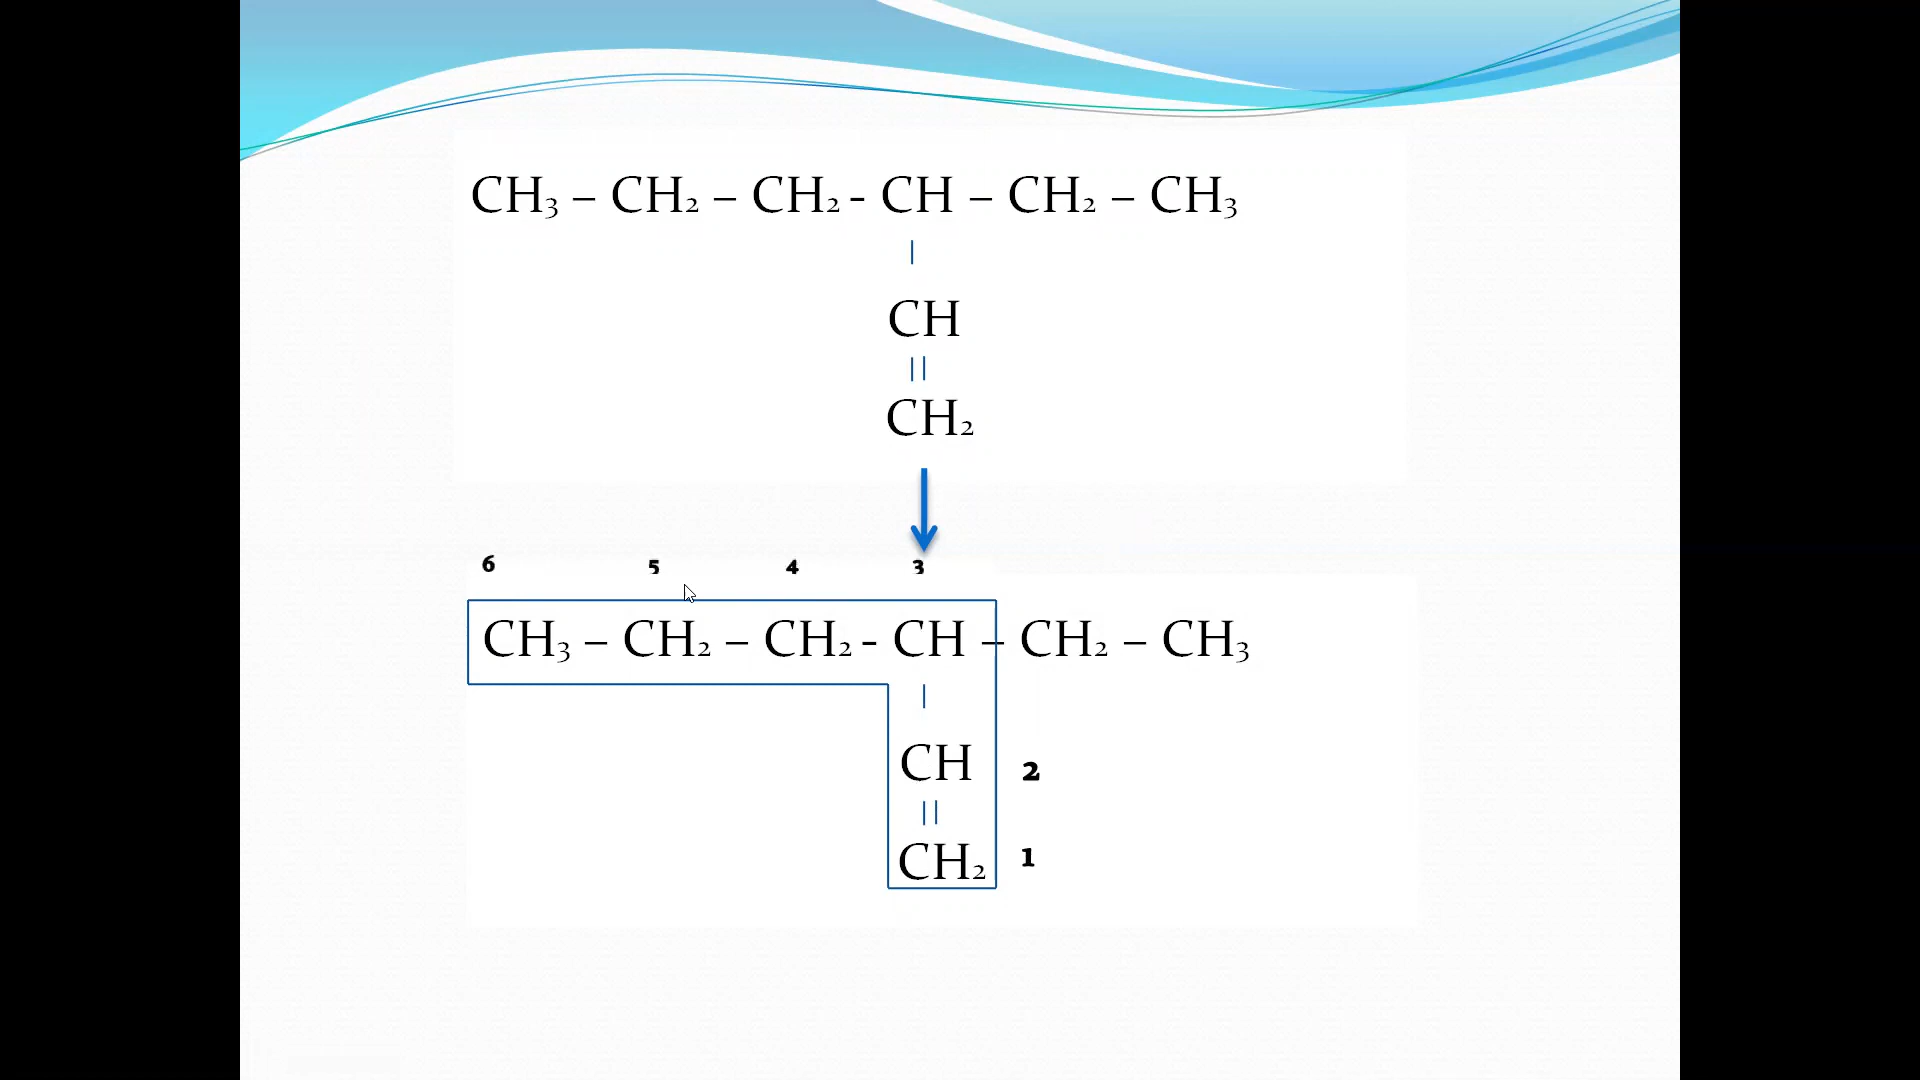 CH₃ – CH₂ – CH₂ - CH – CH₂ – CH₃
|
CH
||
CH₂
6 5 4 3
CH₃ – CH₂ – CH₂ - CH – CH₂ – CH₃
|
CH 2
||
CH₂ 1